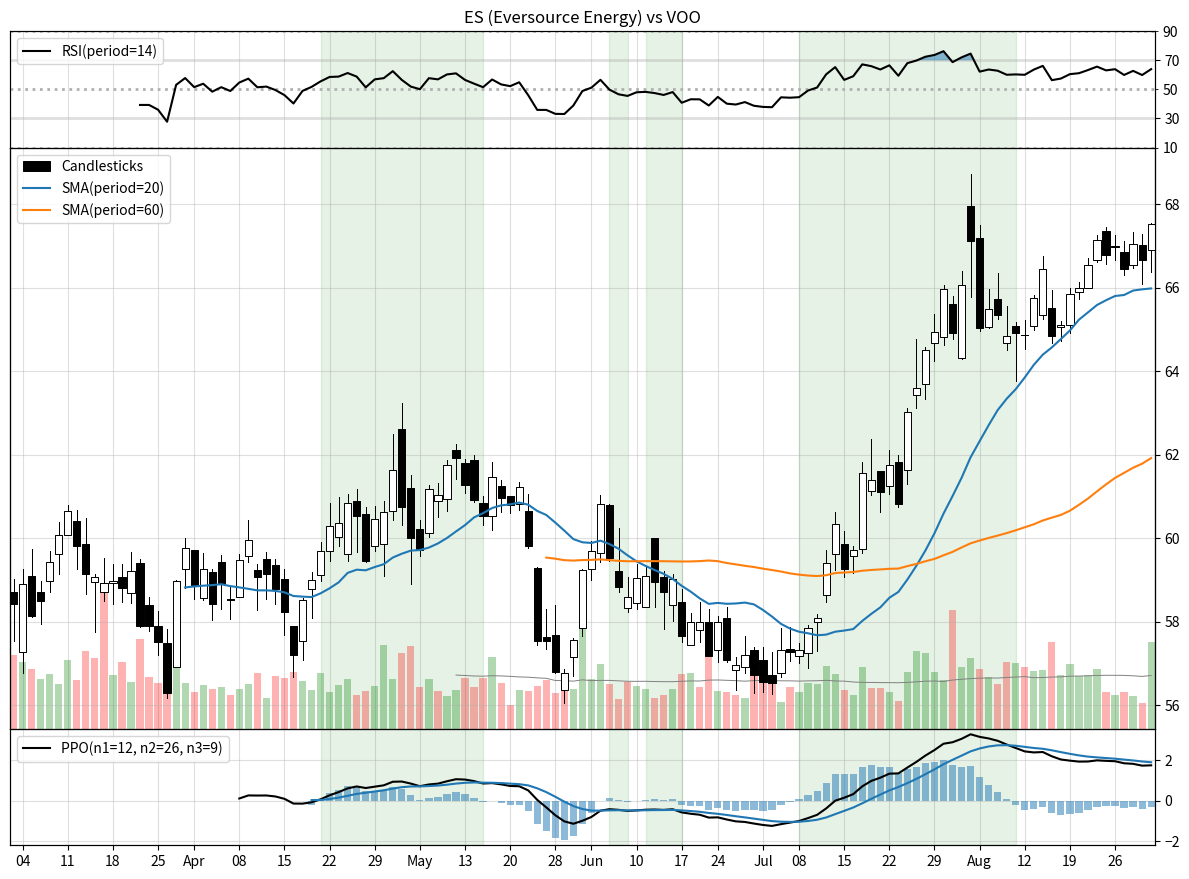 ES (Eversource Energy) vs VOO
RSI(period=14)
90
70
50
30
10
Candlesticks
SMA(period=20)
SMA(period=60)
68
66
64
62
60
58
56
PPO(n1=12, n2=26, n3=9)
2
0
−2
04 11 18 25 Apr 08 15 22 29 May 13 20 28 Jun 10 17 24 Jul 08 15 22 29 Aug 12 19 26